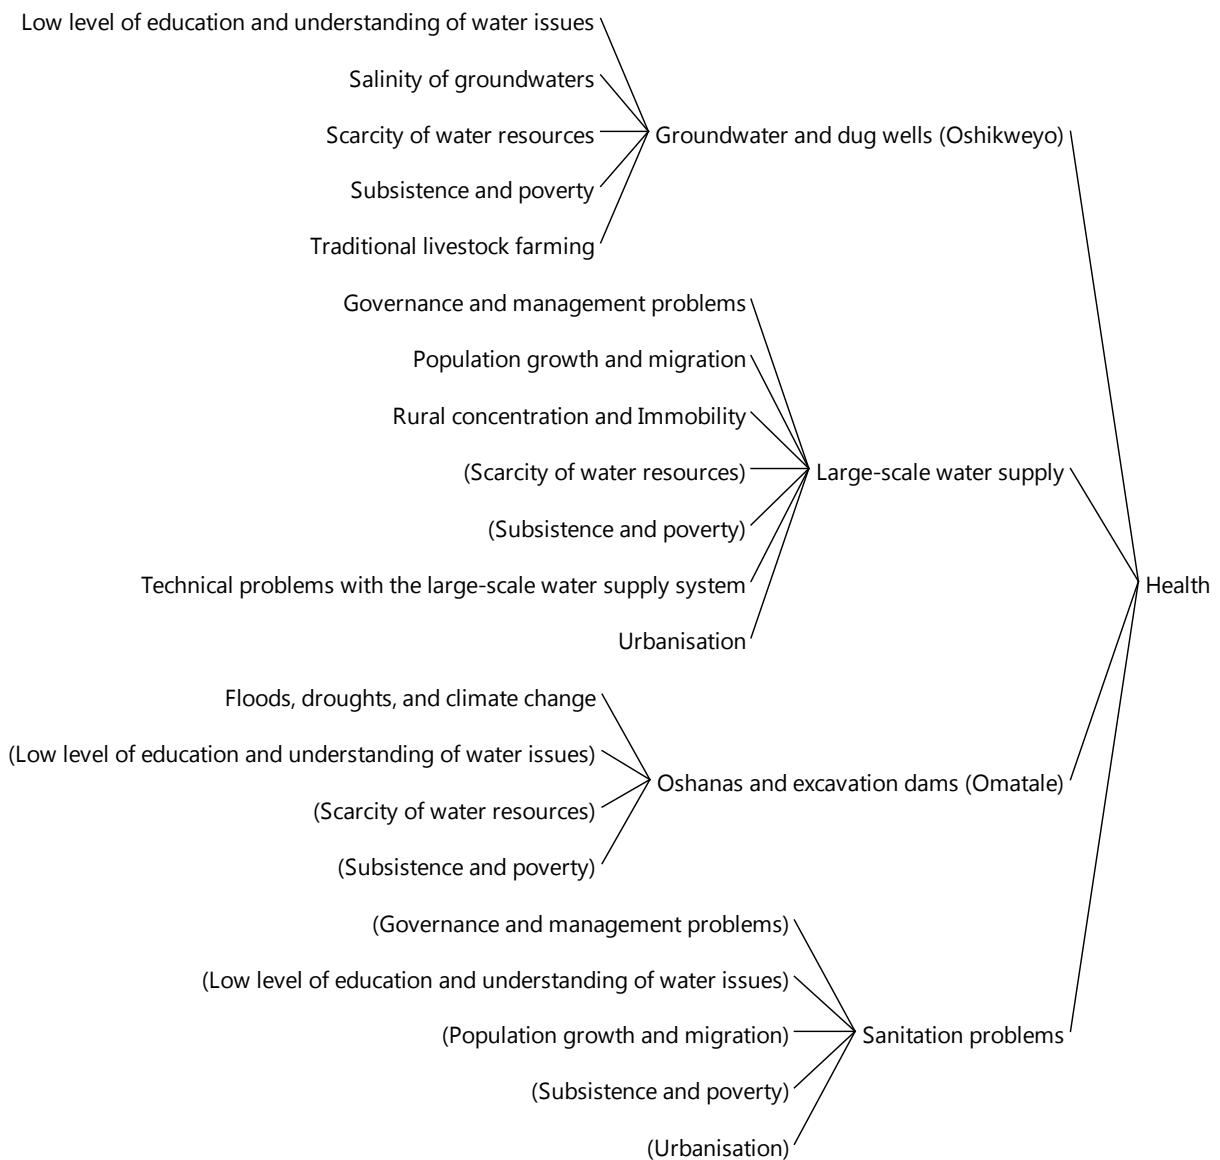 Low level of education and understanding of water issues
Salinity of groundwaters
Scarcity of water resources
Groundwater and dug wells (Oshikweyo)
Subsistence and poverty
Traditional livestock farming
Governance and management problems
Population growth and migration
Rural concentration and Immobility
(Scarcity of water resources)
Large-scale water supply
(Subsistence and poverty)
Technical problems with the large-scale water supply system
Health
Urbanisation
Floods, droughts, and climate change
(Low level of education and understanding of water issues)
Oshanas and excavation dams (Omatale)
(Scarcity of water resources)
(Subsistence and poverty)
(Governance and management problems)
(Low level of education and understanding of water issues)
(Population growth and migration)
Sanitation problems
(Subsistence and poverty)
(Urbanisation)